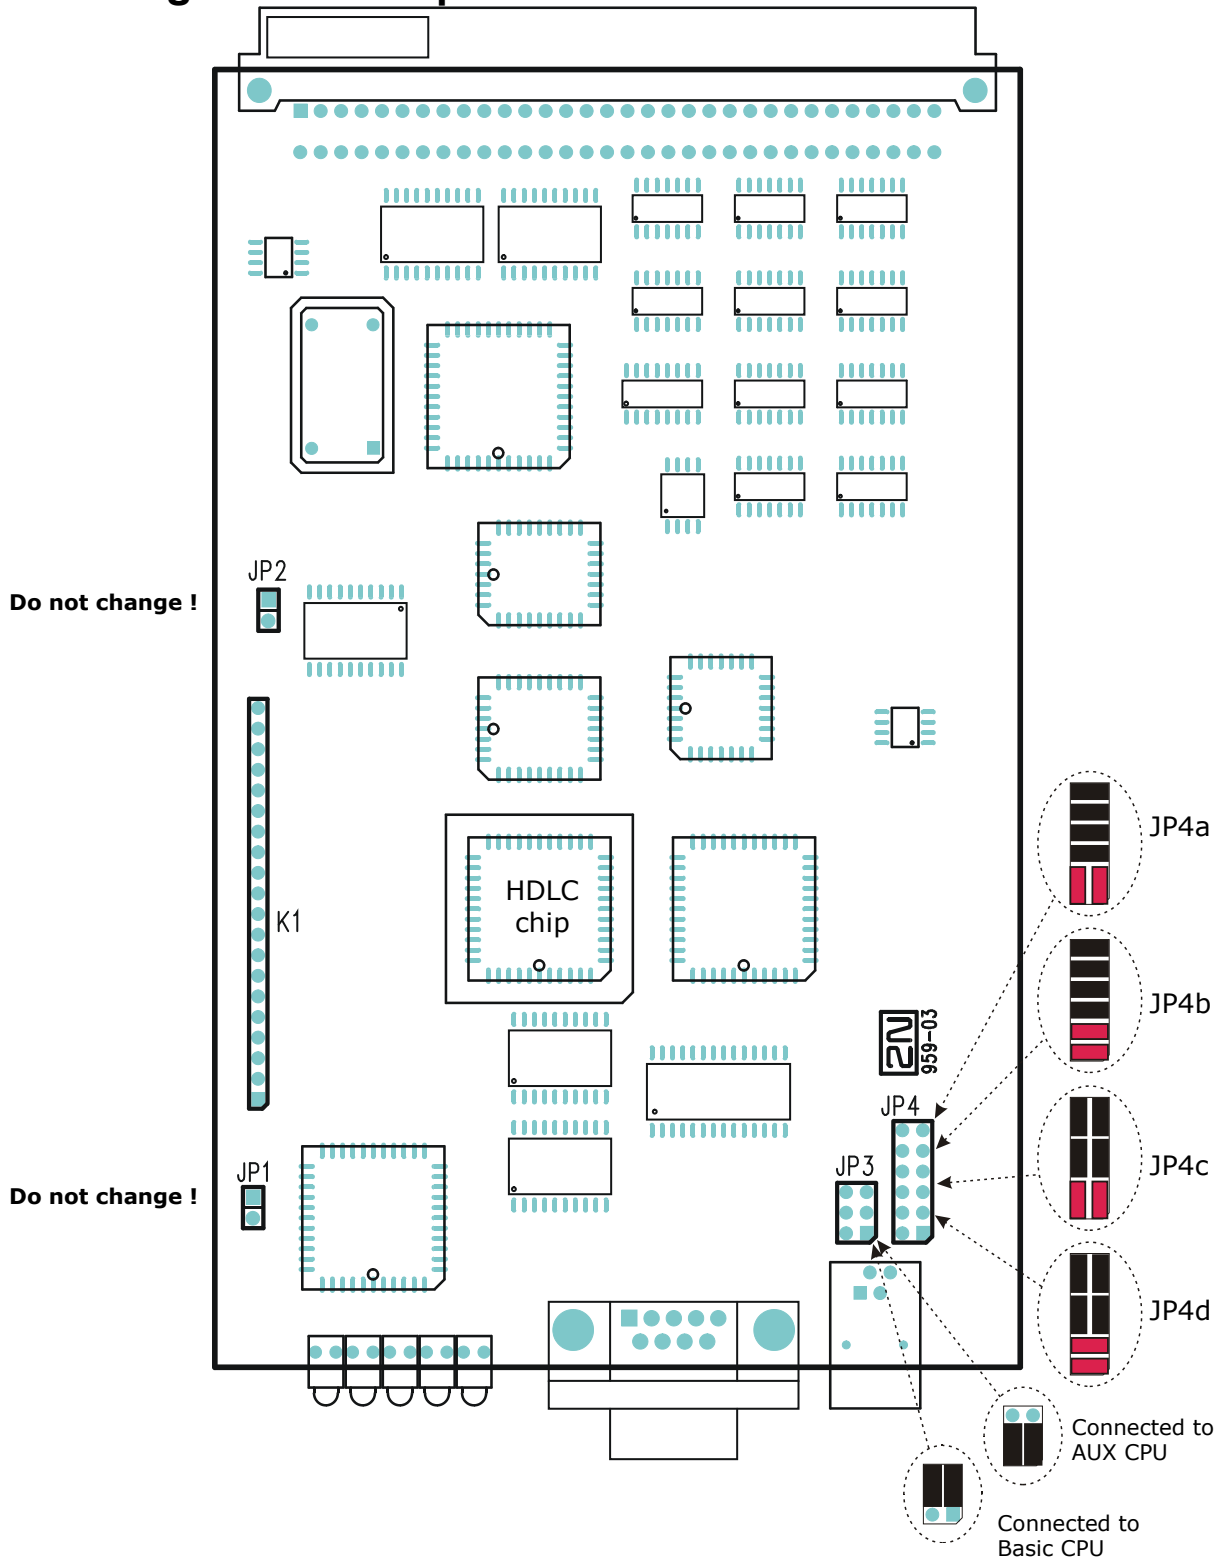 JP2
Do not change !
JP4a
HDLC
chip
K1
JP4b
2N
959-03
JP4
JP3
JP4c
JP1
Do not change !
JP4d
Connected to
AUX CPU
Connected to
Basic CPU